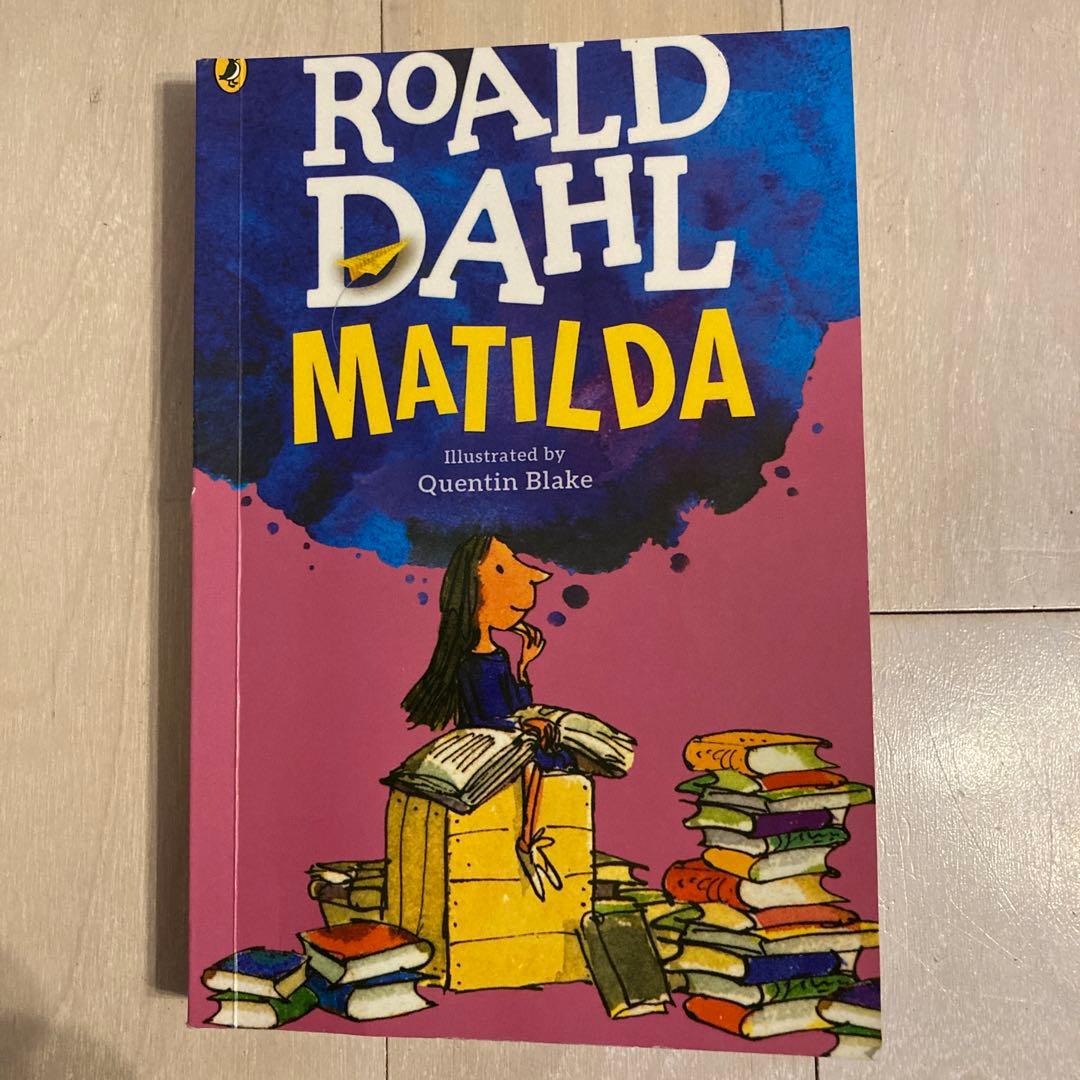 ROALD
DAHL
MATILDA
Illustrated by
Quentin Blake